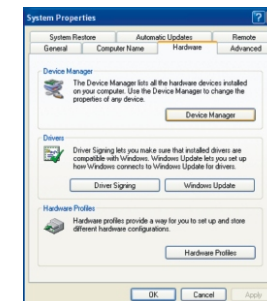 System Properties
System Restore Automatic Updates Remote
General Computer Name Hardware Advanced
Device Manager
The Device Manager lists all the hardware devices installed
on your computer. Use the Device Manager to change the
properties of any device.
Device Manager
Drivers
Driver Signing lets you make sure that installed drivers are
compatible with Windows. Windows Update lets you set up
how Windows connects to Windows Update for drivers.
Driver Signing Windows Update
Hardware Profiles
Hardware profiles provide a way for you to set up and store
different hardware configurations.
Hardware Profiles
OK Cancel Apply